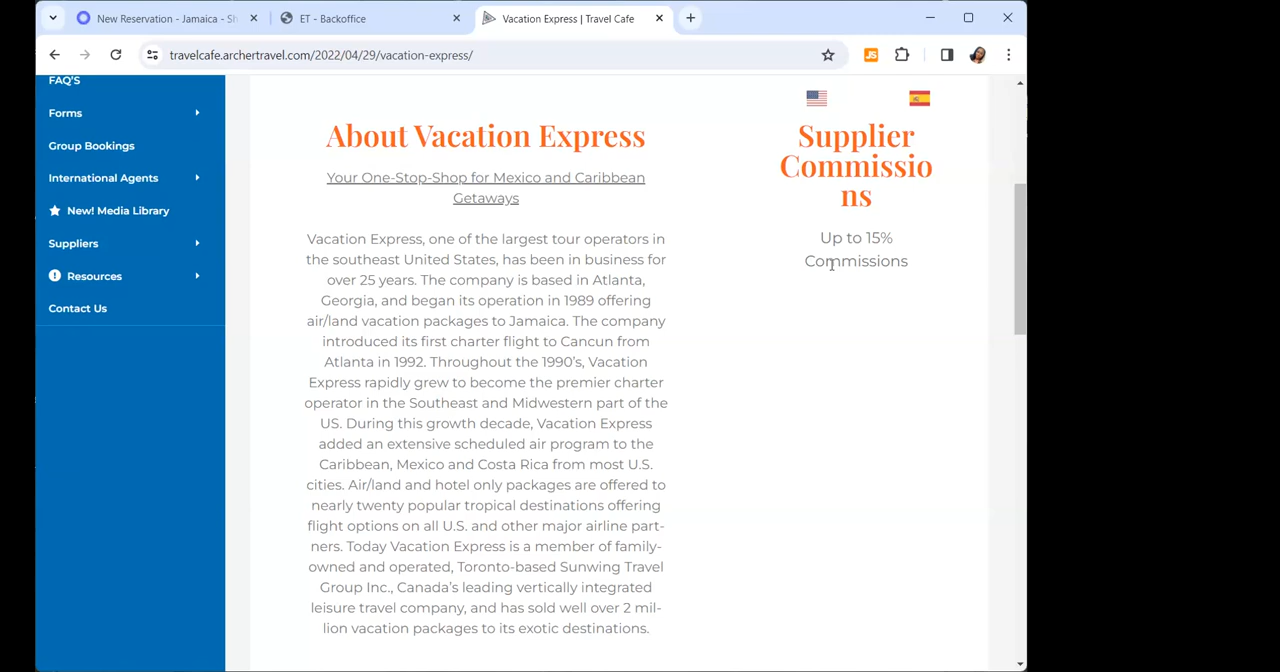 New Reservation - Jamaica - Sh
ET - Backoffice
Vacation Express | Travel Cafe
travelcafe.archertravel.com/2022/04/29/vacation-express/
JS
FAQ'S
Forms
Group Bookings
International Agents
New! Media Library
Suppliers
Resources
Contact Us
About Vacation Express
Your One-Stop-Shop for Mexico and Caribbean
Getaways
Vacation Express, one of the largest tour operators in
the southeast United States, has been in business for
over 25 years. The company is based in Atlanta,
Georgia, and began its operation in 1989 offering
air/land vacation packages to Jamaica. The company
introduced its first charter flight to Cancun from
Atlanta in 1992. Throughout the 1990's, Vacation
Express rapidly grew to become the premier charter
operator in the Southeast and Midwestern part of the
US. During this growth decade, Vacation Express
added an extensive scheduled air program to the
Caribbean, Mexico and Costa Rica from most U.S.
cities. Air/land and hotel only packages are offered to
nearly twenty popular tropical destinations offering
flight options on all U.S. and other major airline part-
ners. Today Vacation Express is a member of family-
owned and operated, Toronto-based Sunwing Travel
Group Inc., Canada's leading vertically integrated
leisure travel company, and has sold well over 2 mil-
lion vacation packages to its exotic destinations.
Supplier
Commissio
ns
Up to 15%
Commissions